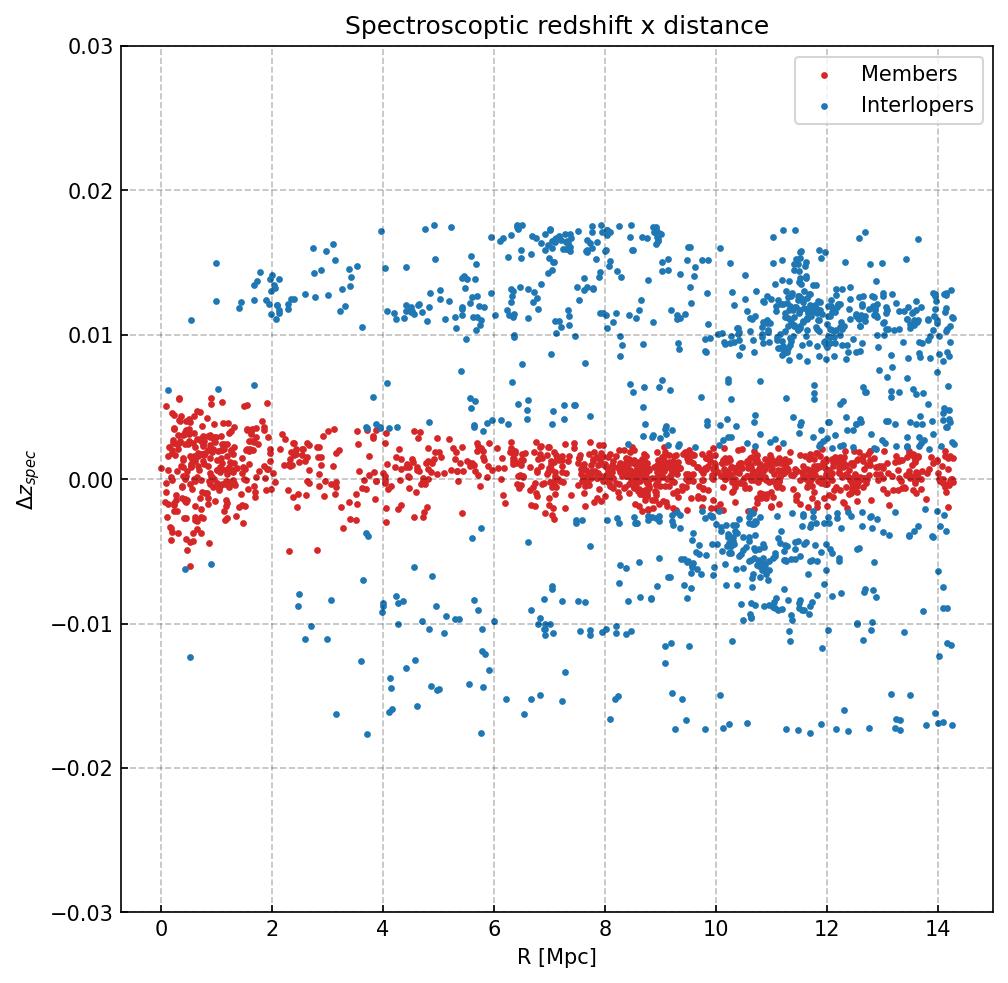 Spectroscoptic redshift x distance
0.03
Members
Interlopers
0.02
0.01
0.00
−0.01
−0.02
−0.03
Δz_spec
0 2 4 6 8 10 12 14
R [Mpc]